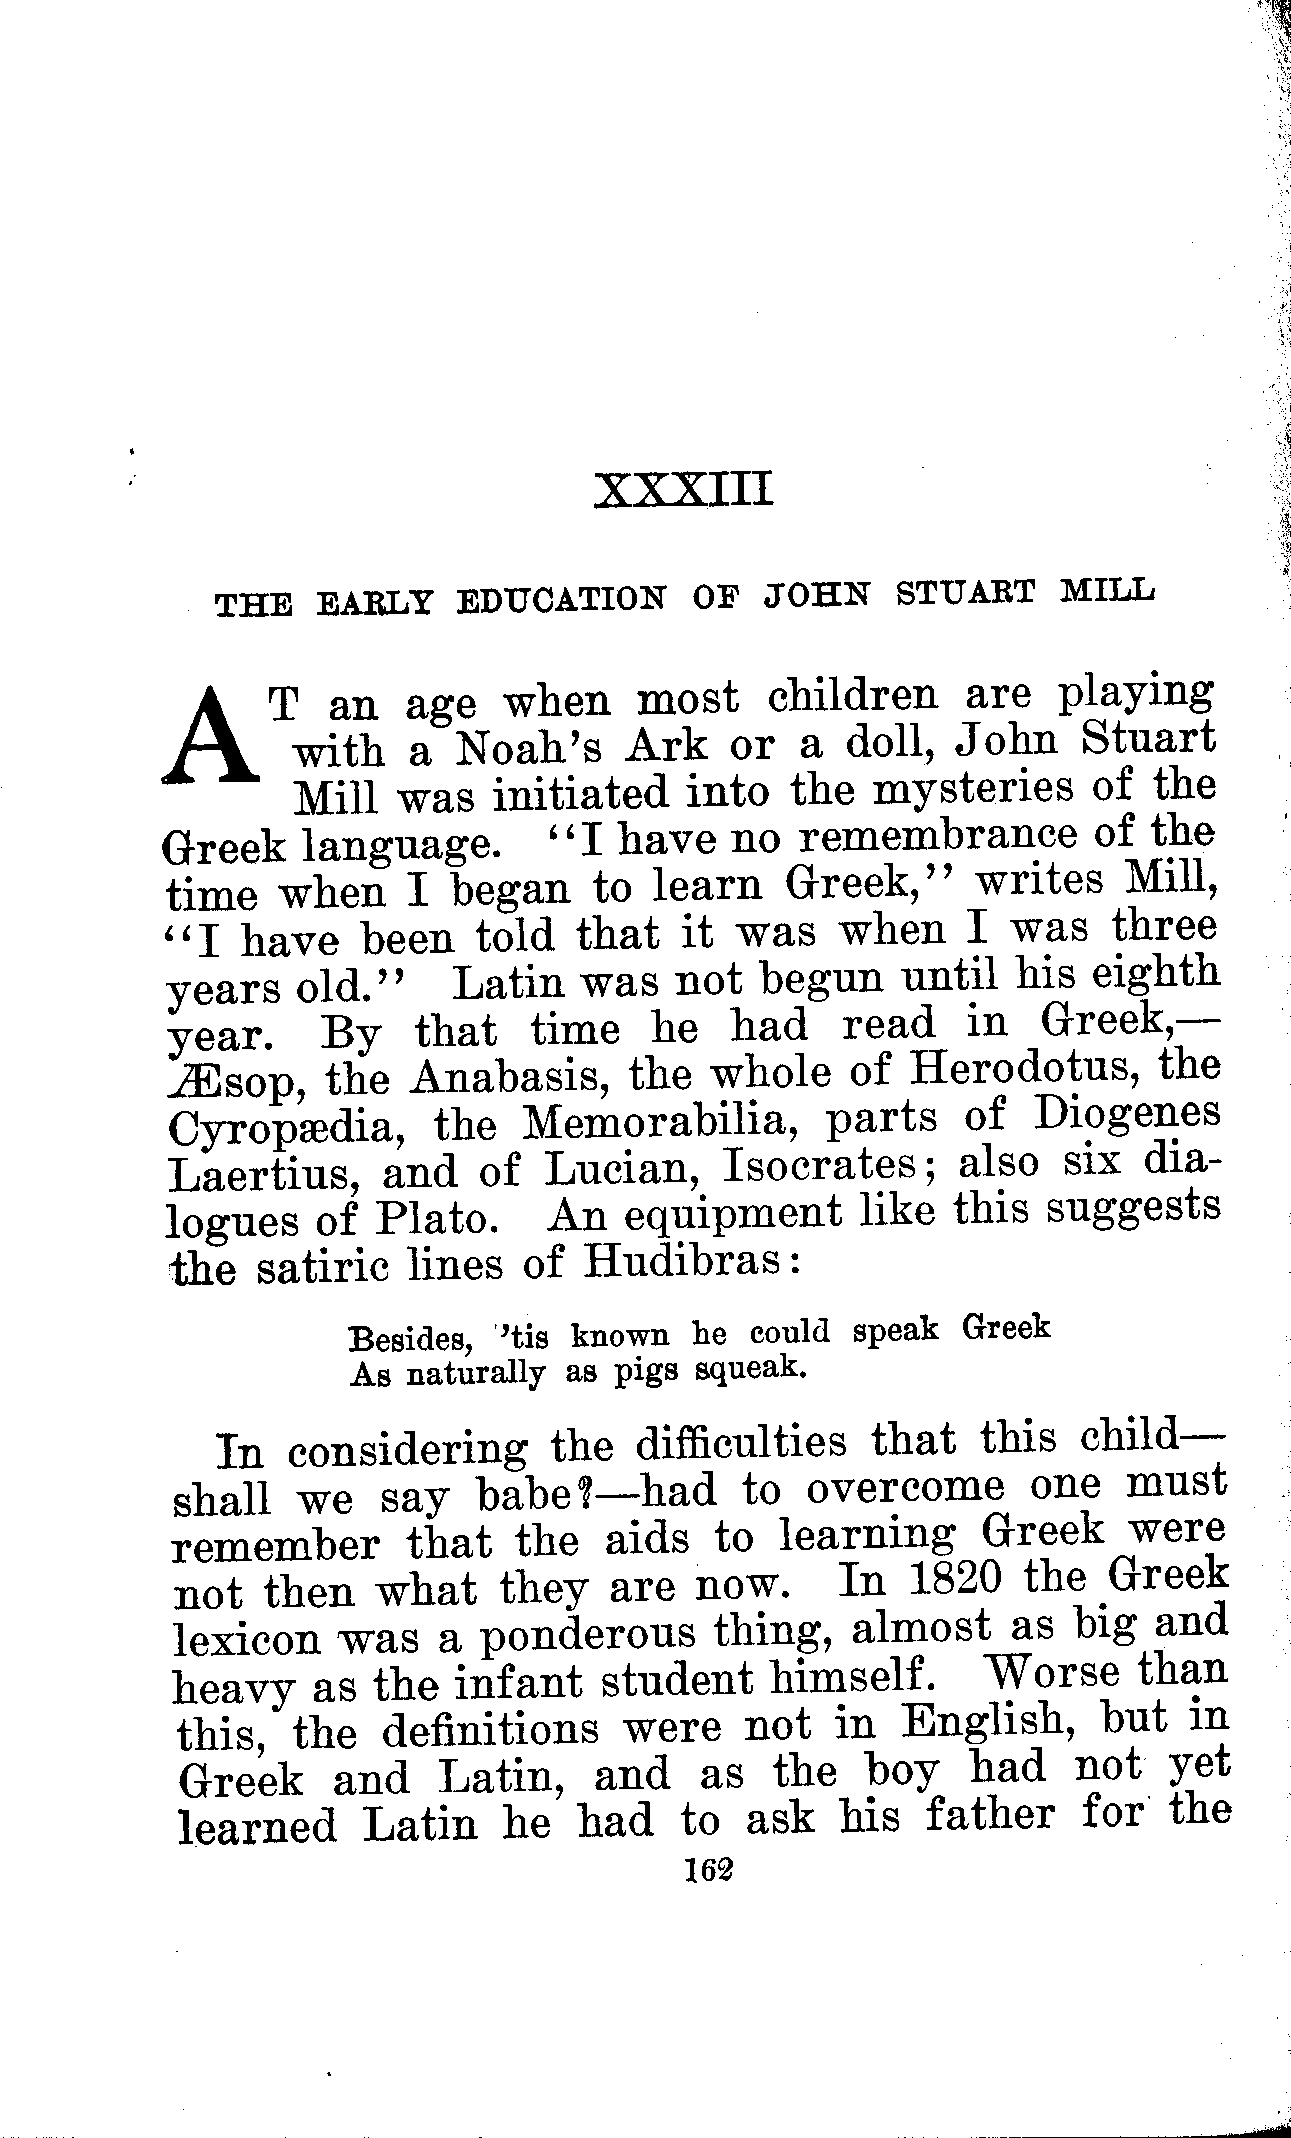 XXXIII
THE EARLY EDUCATION OF JOHN STUART MILL
AT an age when most children are playing
with a Noah's Ark or a doll, John Stuart
Mill was initiated into the mysteries of the
Greek language. "I have no remembrance of the
time when I began to learn Greek," writes Mill,
"I have been told that it was when I was three
years old." Latin was not begun until his eighth
year. By that time he had read in Greek,—
Æsop, the Anabasis, the whole of Herodotus, the
Cyropædia, the Memorabilia, parts of Diogenes
Laertius, and of Lucian, Isocrates; also six dia-
logues of Plato. An equipment like this suggests
the satiric lines of Hudibras:
Besides, 'tis known he could speak Greek
As naturally as pigs squeak.
In considering the difficulties that this child—
shall we say babe?—had to overcome one must
remember that the aids to learning Greek were
not then what they are now. In 1820 the Greek
lexicon was a ponderous thing, almost as big and
heavy as the infant student himself. Worse than
this, the definitions were not in English, but in
Greek and Latin, and as the boy had not yet
learned Latin he had to ask his father for the
162